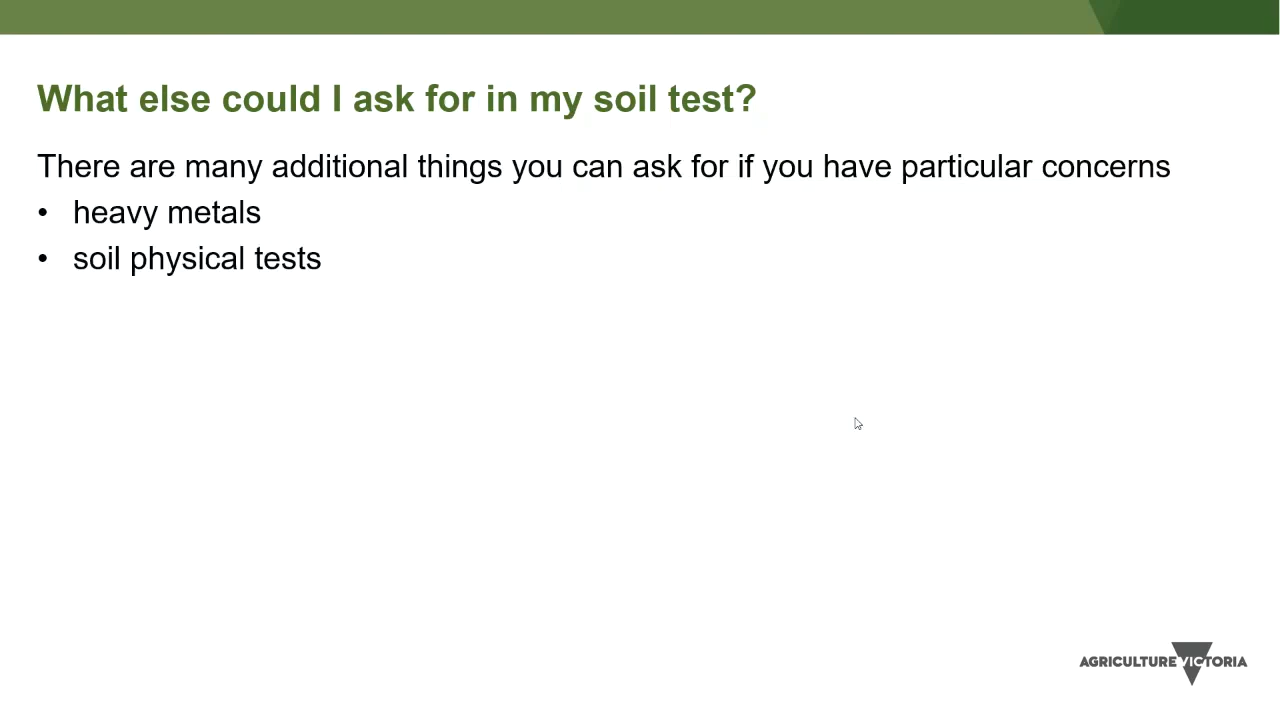 What else could I ask for in my soil test?
There are many additional things you can ask for if you have particular concerns
• heavy metals
• soil physical tests
AGRICULTURE VICTORIA